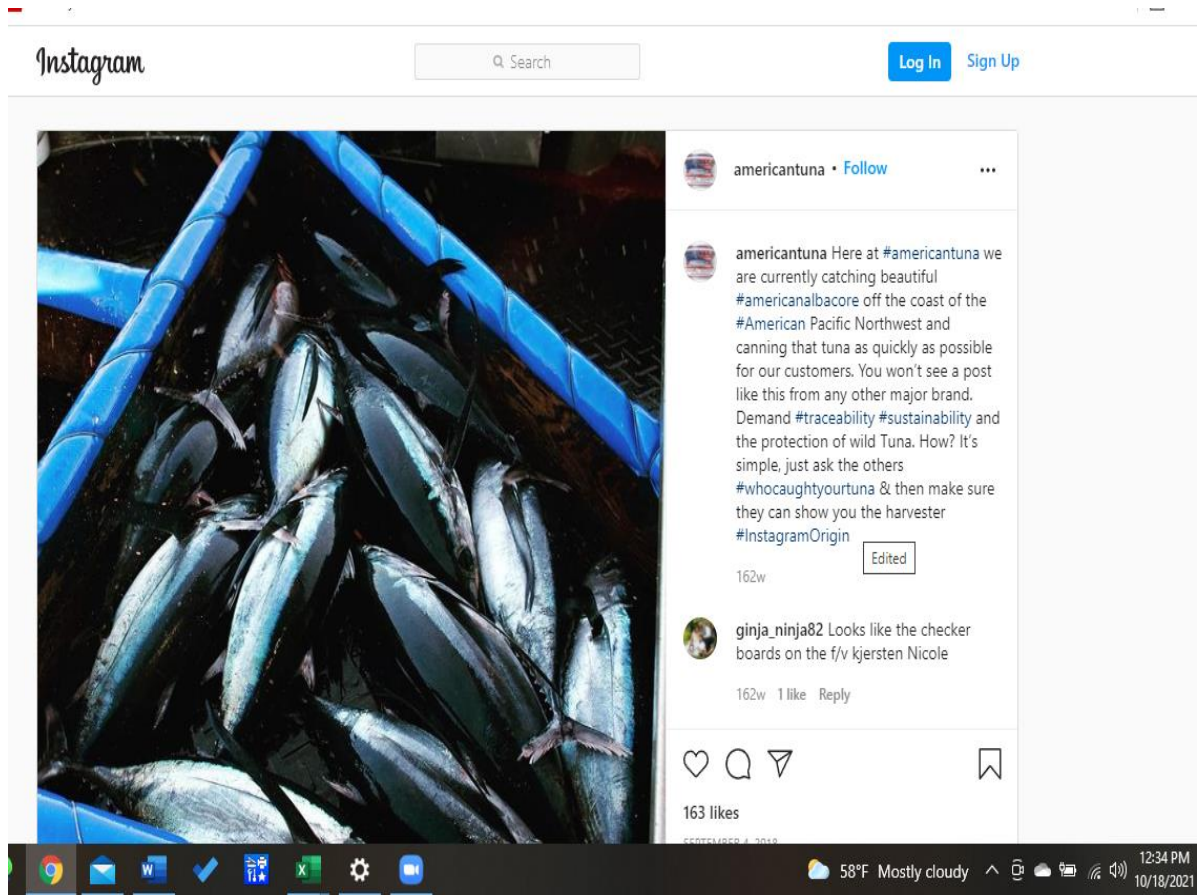 Instagram
Search
Log In
Sign Up
americantuna • Follow
americantuna Here at #americantuna we
are currently catching beautiful
#americanalbacore off the coast of the
#American Pacific Northwest and
canning that tuna as quickly as possible
for our customers. You won't see a post
like this from any other major brand.
Demand #traceability #sustainability and
the protection of wild Tuna. How? It's
simple, just ask the others
#whocaughtyourtuna & then make sure
they can show you the harvester
#InstagramOrigin
Edited
162w
ginja_ninja82 Looks like the checker
boards on the f/v kjersten Nicole
162w 1 like Reply
163 likes
SEPTEMBER 4, 2018
58°F Mostly cloudy
12:34 PM
10/18/2021